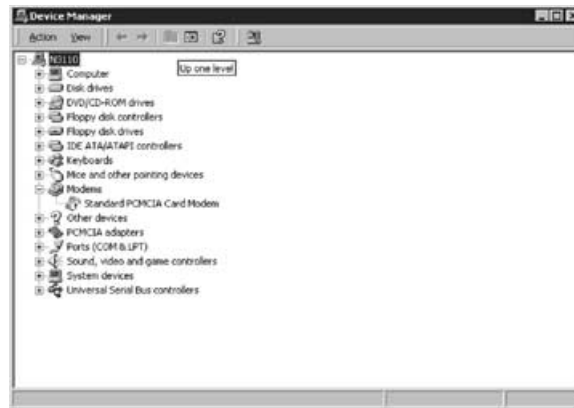 Device Manager
Action View
Up one level
N3110
Computer
Disk drives
DVD/CD-ROM drives
Floppy disk controllers
Floppy disk drives
IDE ATA/ATAPI controllers
Keyboards
Mice and other pointing devices
Modems
Standard PCMCIA Card Modem
Other devices
PCMCIA adapters
Ports (COM & LPT)
Sound, video and game controllers
System devices
Universal Serial Bus controllers